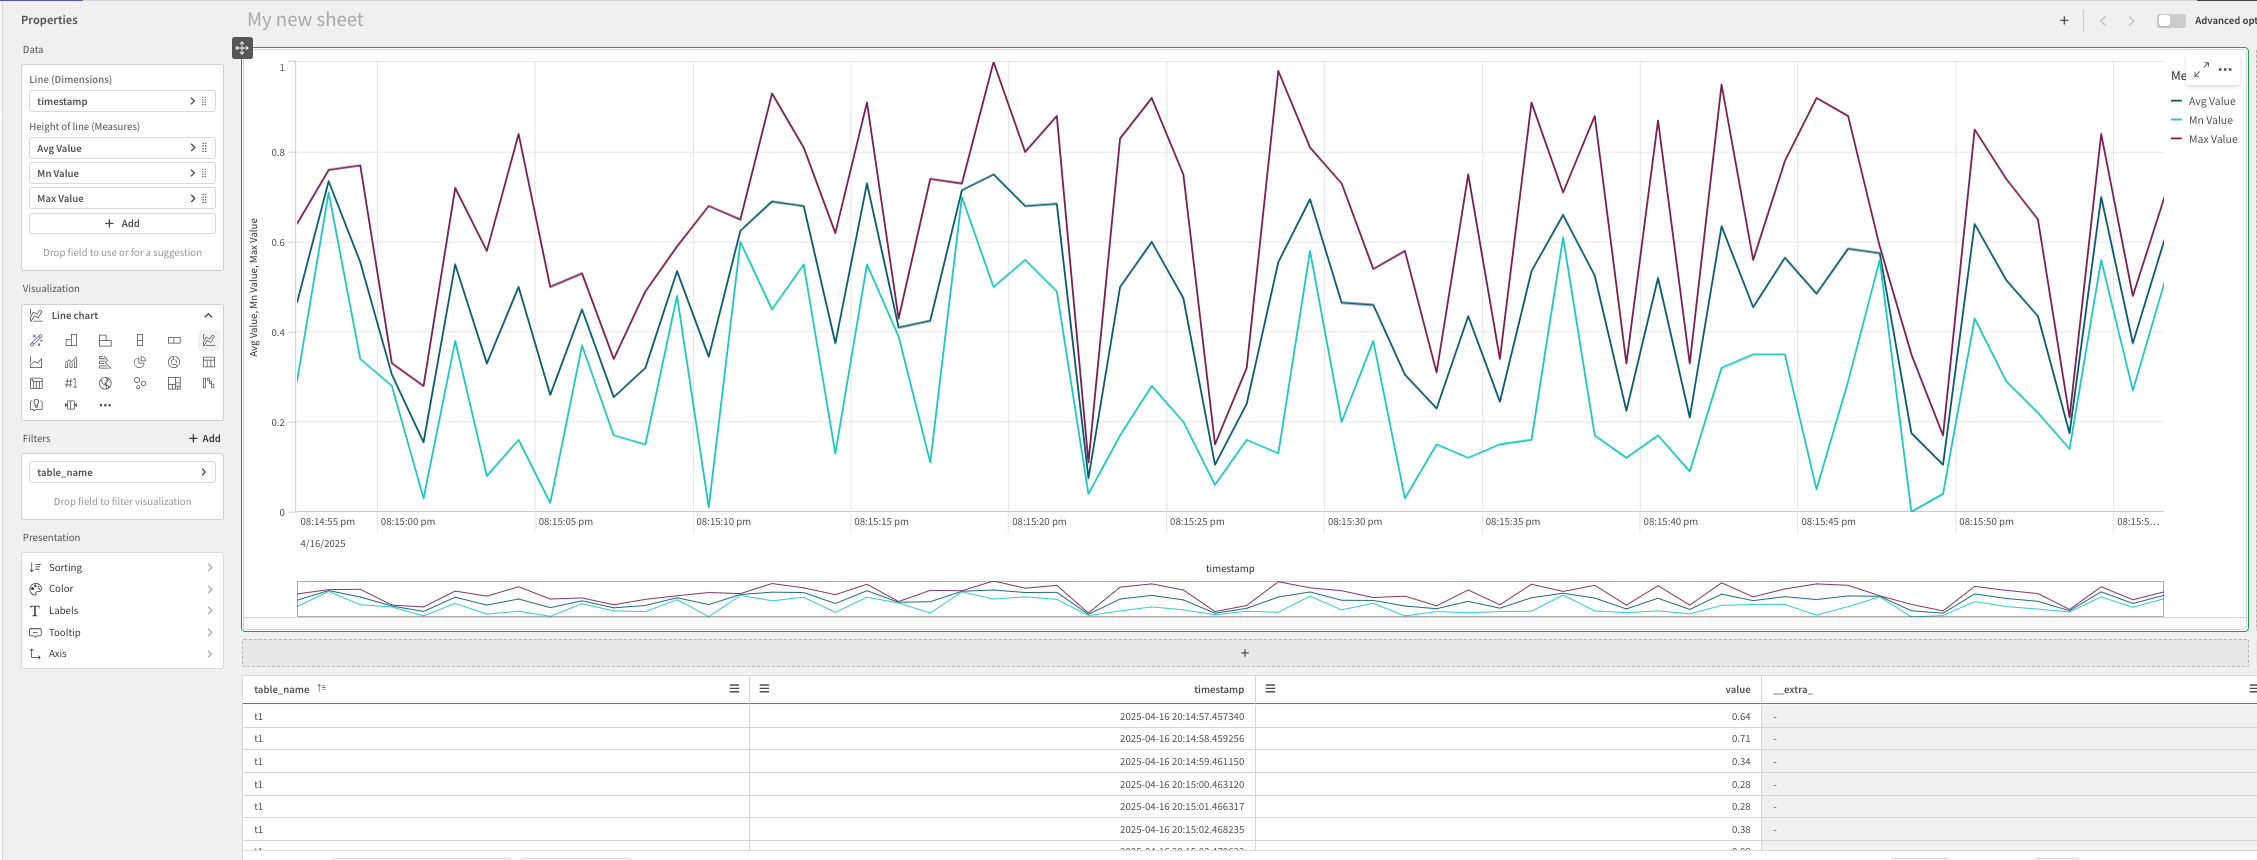 Properties
My new sheet
Advanced opt
Data
Line (Dimensions)
timestamp
Height of line (Measures)
Avg Value
Mn Value
Max Value
Add
Drop field to use or for a suggestion
Visualization
Line chart
#1
Filters
Add
table_name
Drop field to filter visualization
Presentation
Sorting
Color
Labels
Tooltip
Axis
Avg Value, Mn Value, Max Value
1
0.8
0.6
0.4
0.2
0
08:14:55 pm 08:15:00 pm 08:15:05 pm 08:15:10 pm 08:15:15 pm 08:15:20 pm 08:15:25 pm 08:15:30 pm 08:15:35 pm 08:15:40 pm 08:15:45 pm 08:15:50 pm 08:15:5…
4/16/2025
timestamp
Me
Avg Value
Mn Value
Max Value
table_name timestamp value __extra_
t1 2025-04-16 20:14:57.457340 0.64 -
t1 2025-04-16 20:14:58.459256 0.71 -
t1 2025-04-16 20:14:59.461150 0.34 -
t1 2025-04-16 20:15:00.463120 0.28 -
t1 2025-04-16 20:15:01.466317 0.28 -
t1 2025-04-16 20:15:02.468235 0.38 -